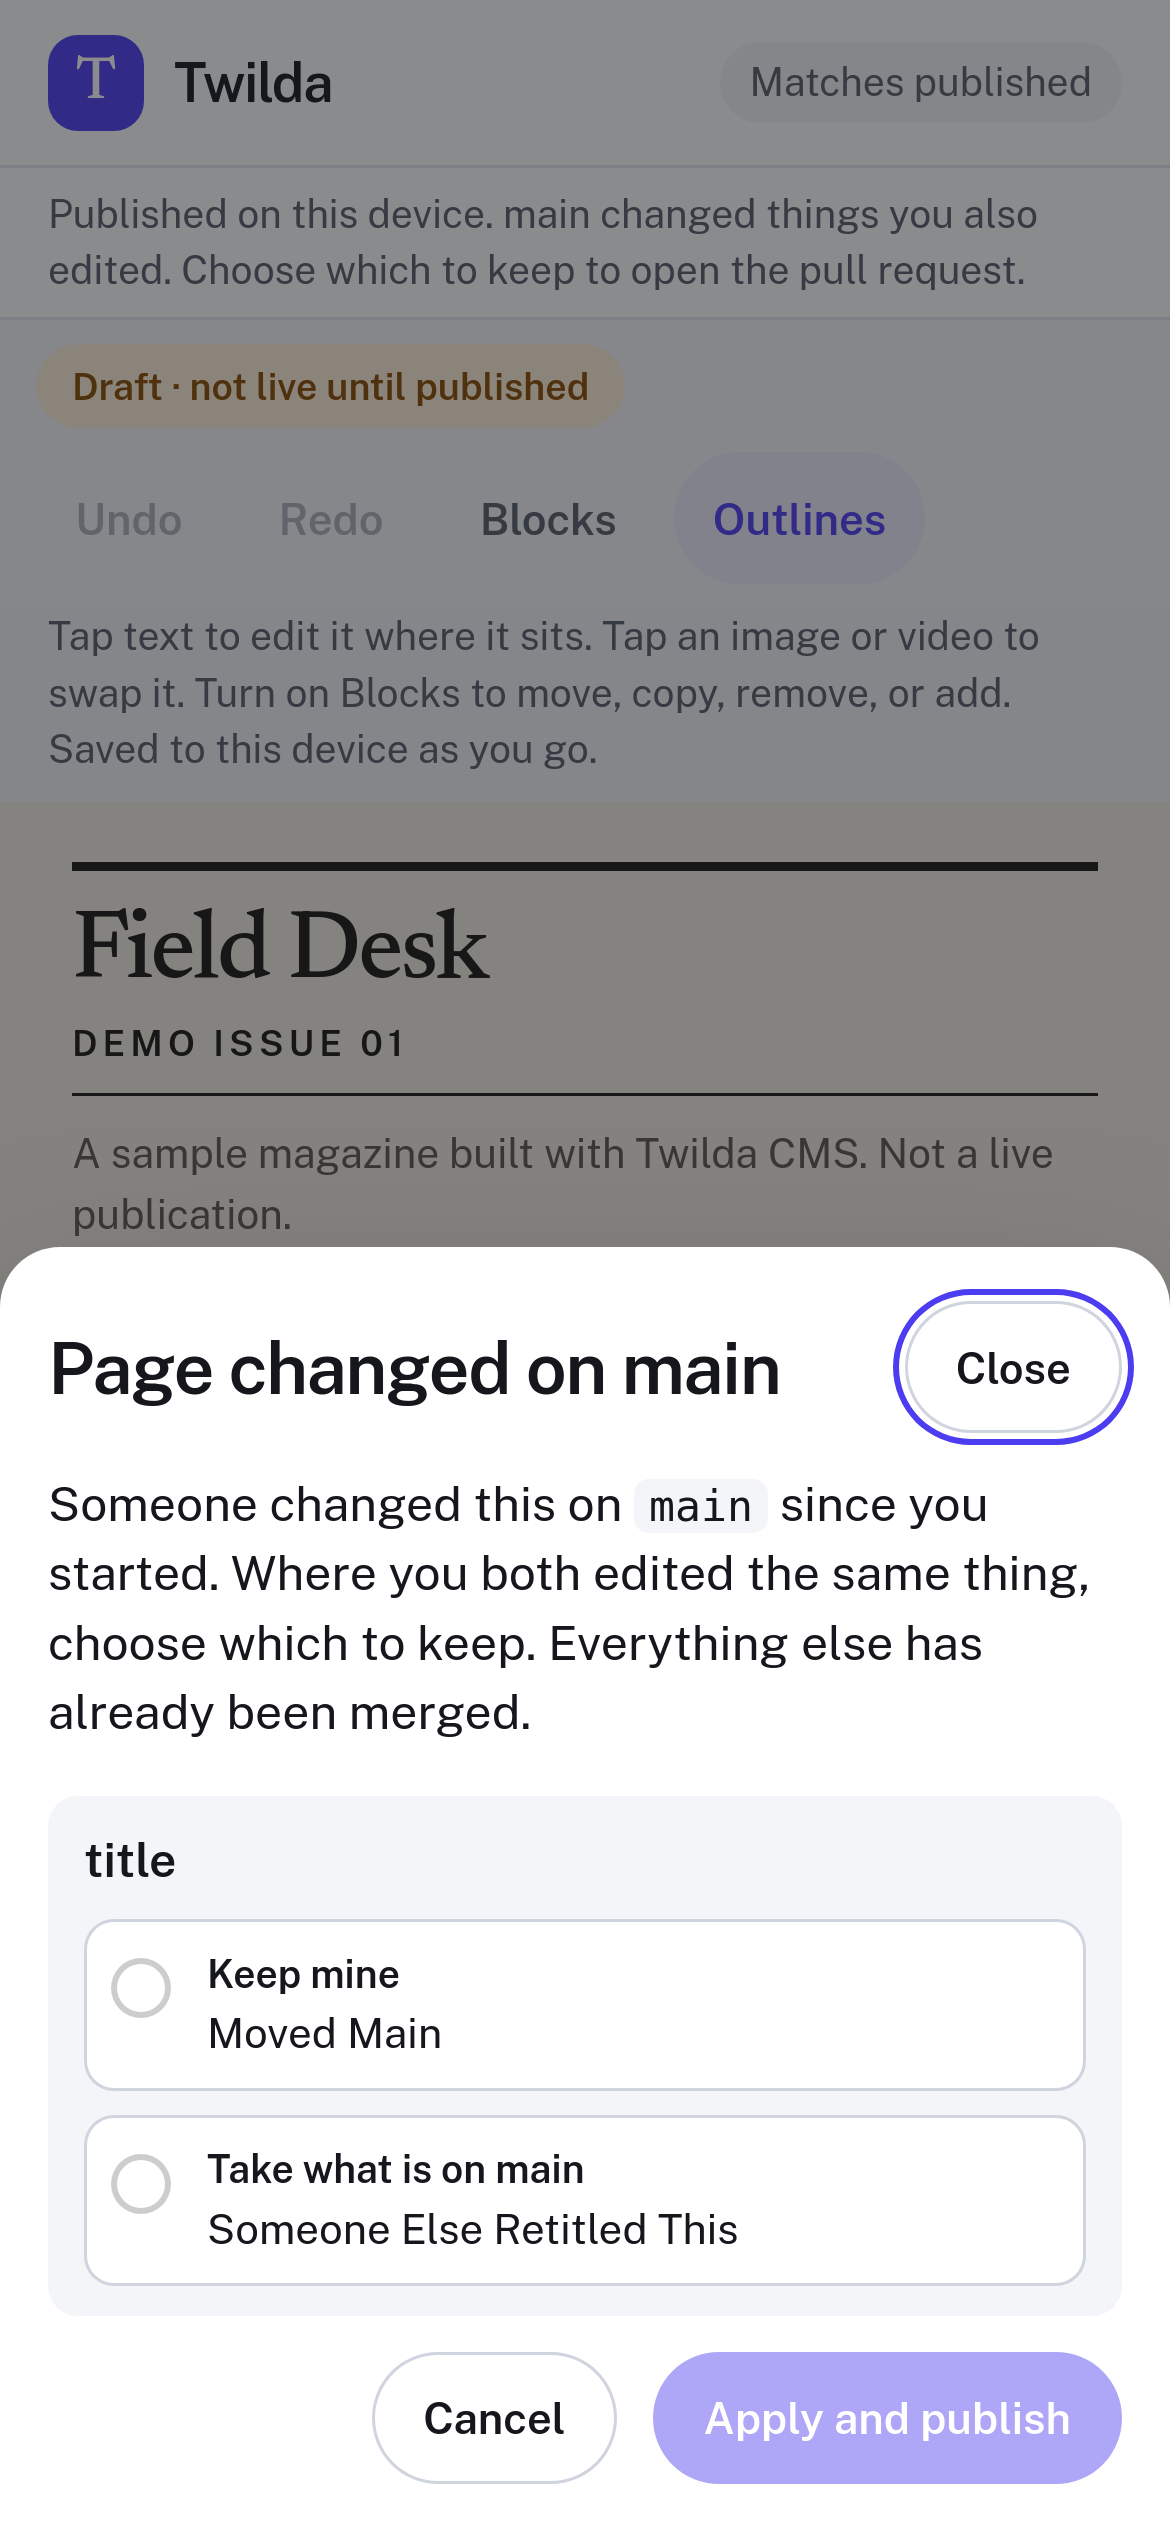 T
Twilda
Matches published
Published on this device. main changed things you also
edited. Choose which to keep to open the pull request.
Draft · not live until published
Undo
Redo
Blocks
Outlines
Tap text to edit it where it sits. Tap an image or video to
swap it. Turn on Blocks to move, copy, remove, or add.
Saved to this device as you go.
Field Desk
DEMO ISSUE 01
A sample magazine built with Twilda CMS. Not a live
publication.
Page changed on main
Close
Someone changed this on main since you
started. Where you both edited the same thing,
choose which to keep. Everything else has
already been merged.
title
Keep mine
Moved Main
Take what is on main
Someone Else Retitled This
Cancel
Apply and publish